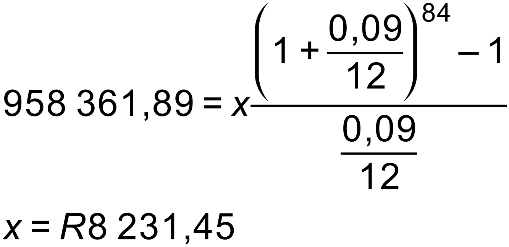 958 361,89 = x ((1 + 0,09/12)^84 – 1)/(0,09/12)
x = R8 231,45